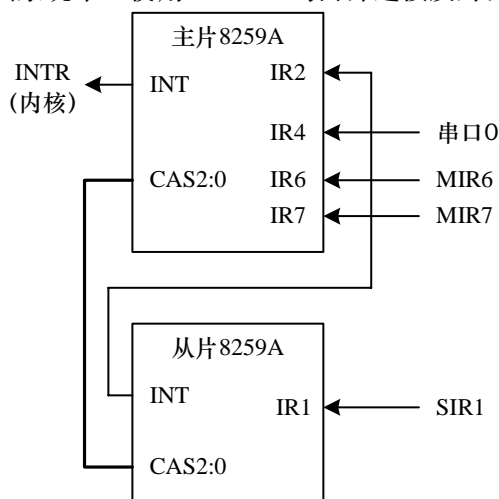 主片8259A
INTR
(内核)
INT
IR2
IR4
串口0
CAS2:0
IR6
MIR6
IR7
MIR7
从片8259A
INT
IR1
SIR1
CAS2:0